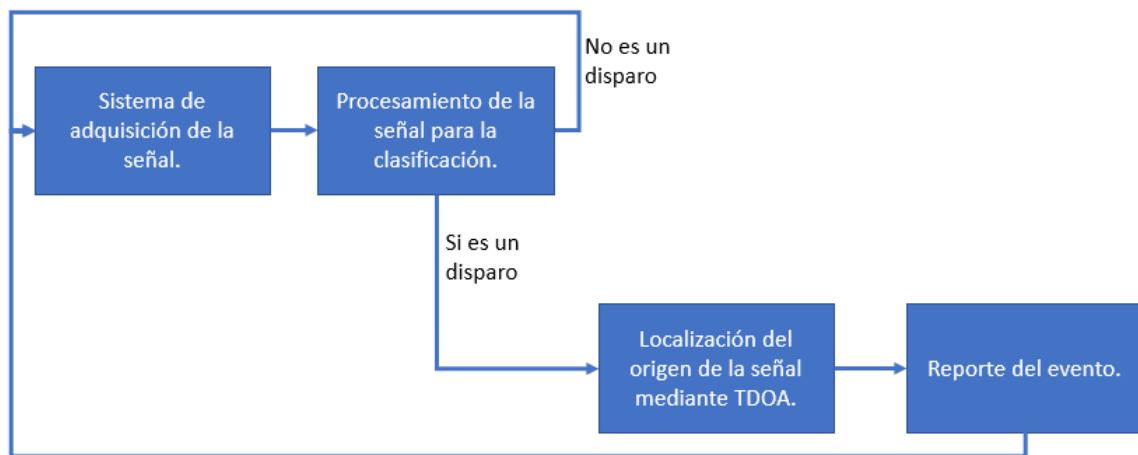 No es un
disparo
Sistema de
adquisición de la
señal.
Procesamiento de la
señal para la
clasificación.
Si es un
disparo
Localización del
origen de la señal
mediante TDOA.
Reporte del evento.